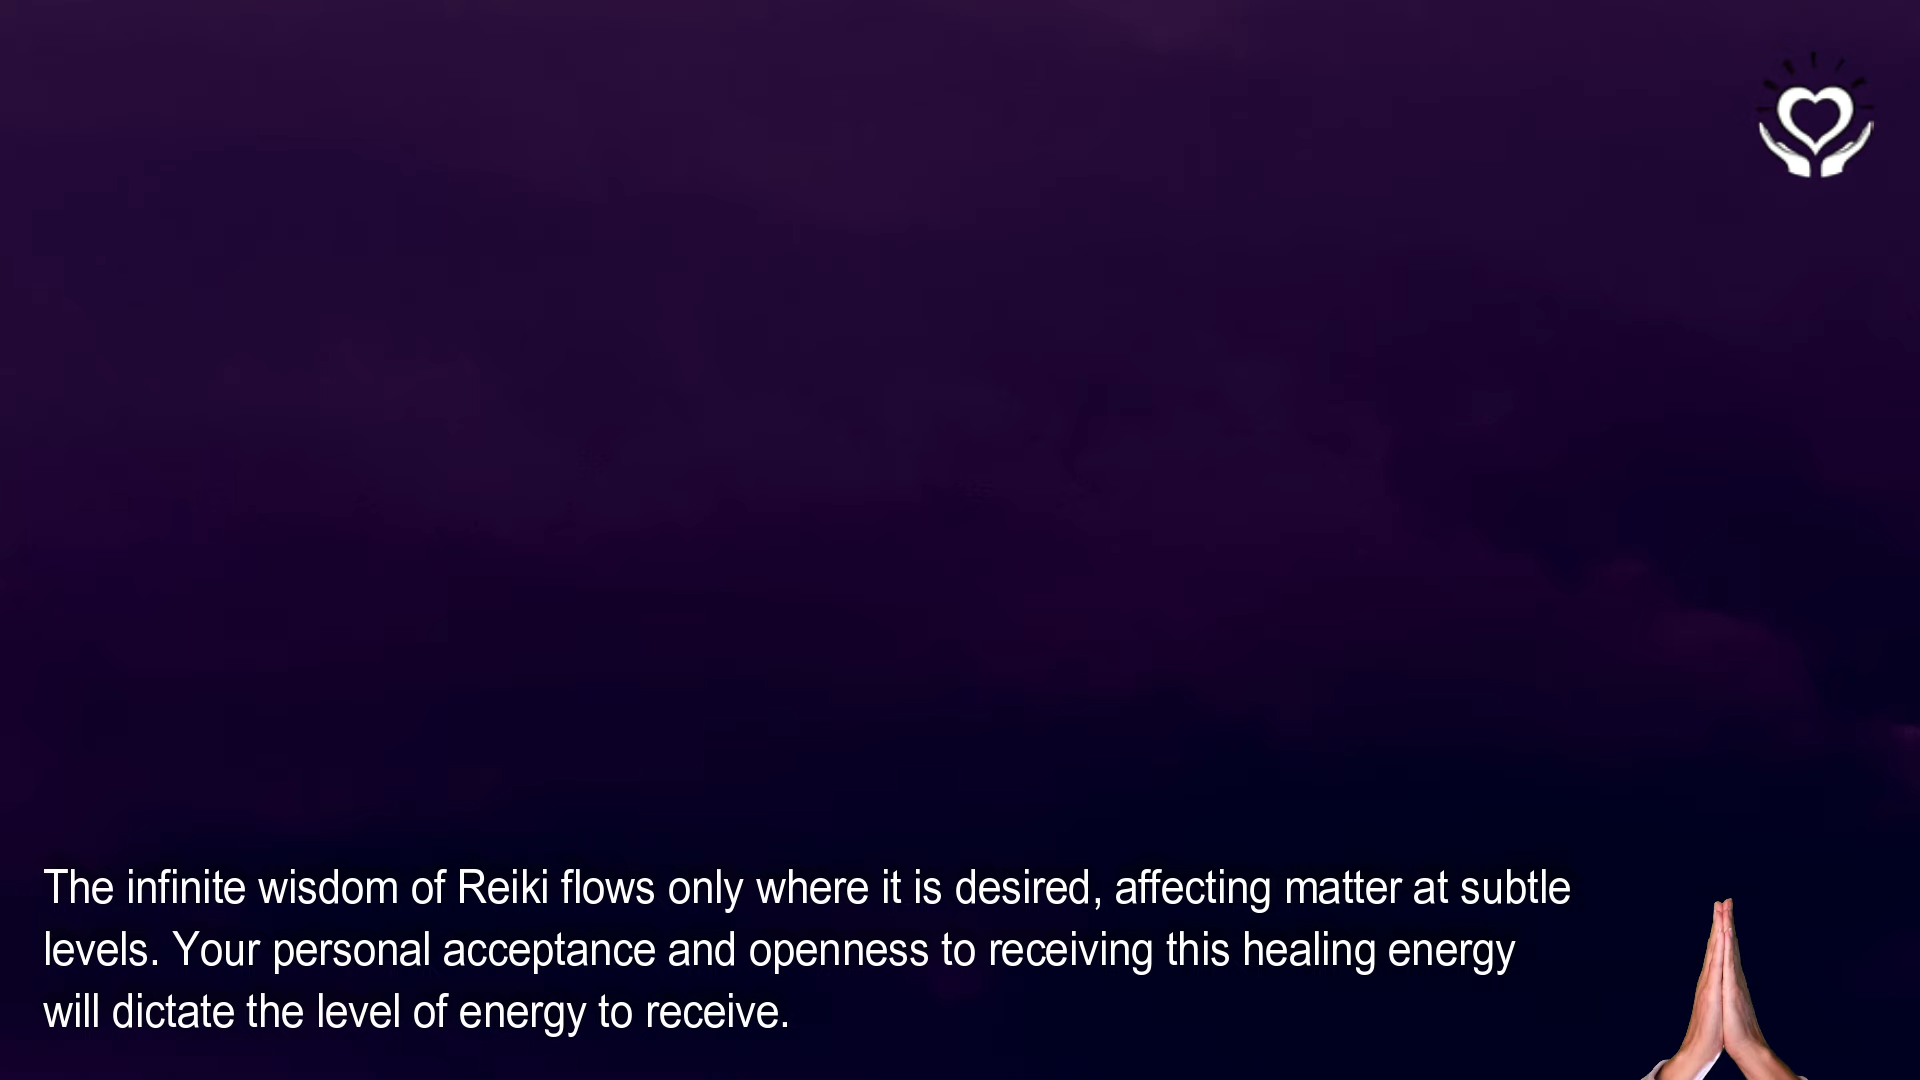 The infinite wisdom of Reiki flows only where it is desired, affecting matter at subtle
levels. Your personal acceptance and openness to receiving this healing energy
will dictate the level of energy to receive.